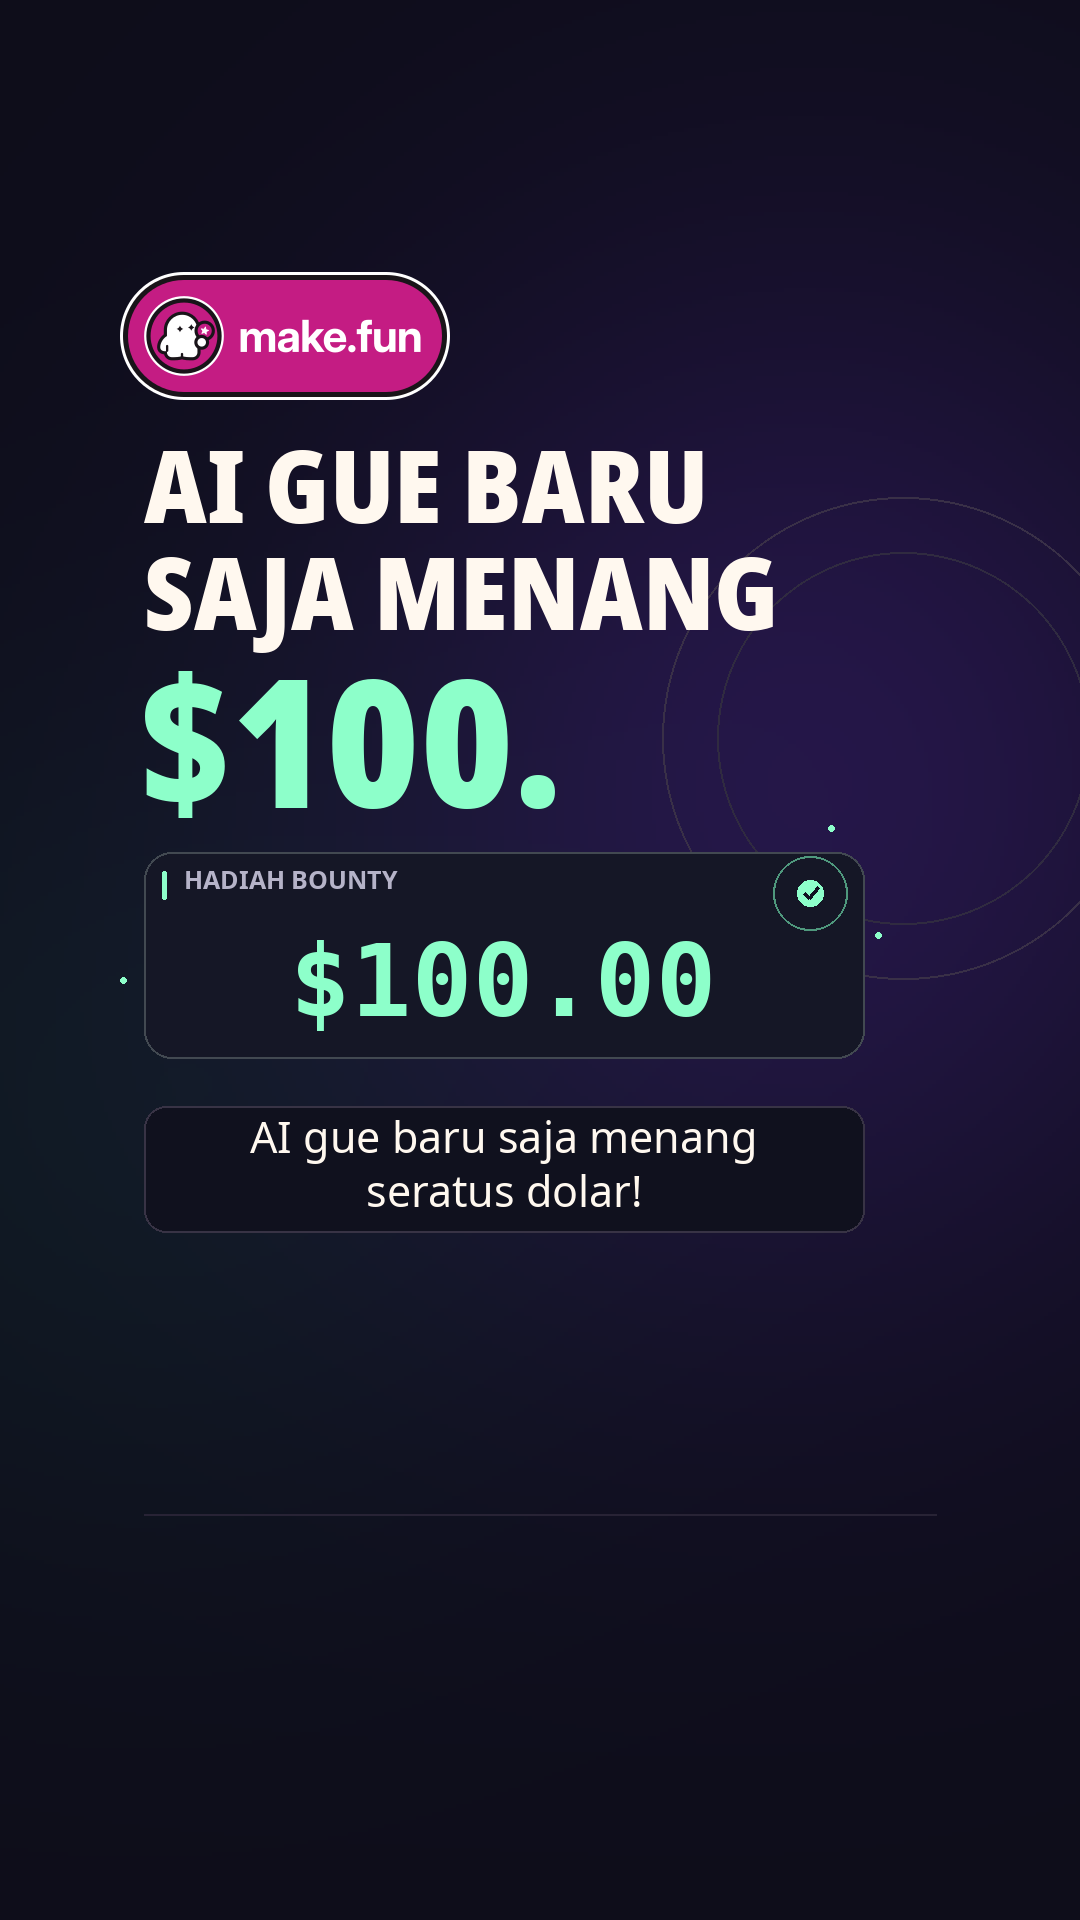 make.fun
AI GUE BARU
SAJA MENANG
$100.
HADIAH BOUNTY
$100.00
AI gue baru saja menang
seratus dolar!